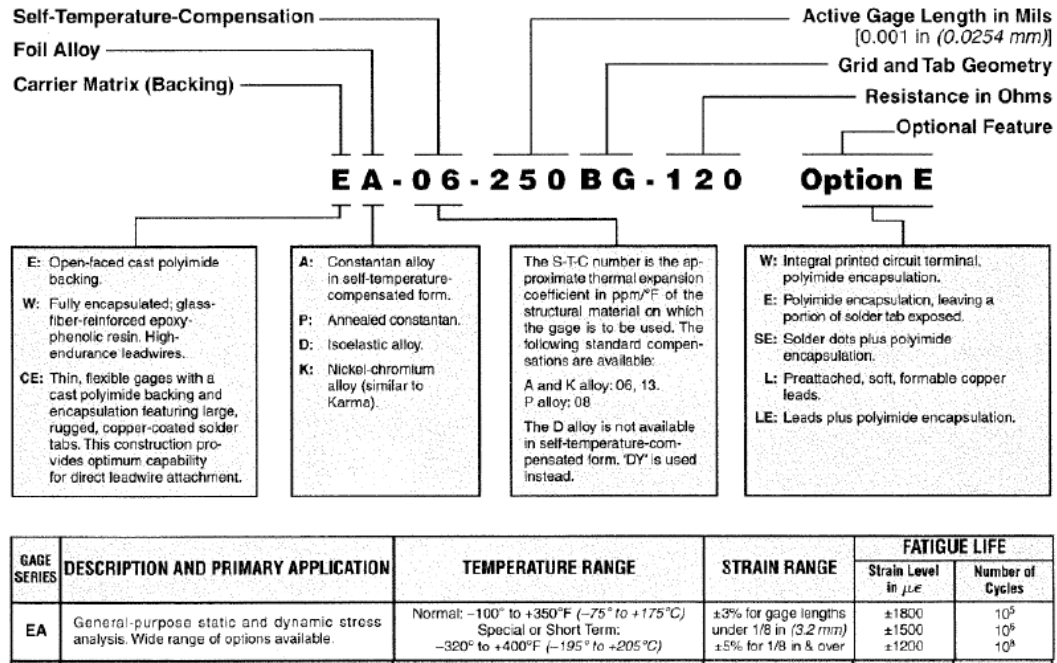 Self-Temperature-Compensation
Foil Alloy
Carrier Matrix (Backing)
Active Gage Length in Mils
[0.001 in (0.0254 mm)]
Grid and Tab Geometry
Resistance in Ohms
Optional Feature
EA-06-250BG-120 Option E
E: Open-faced cast polyimide
backing.
W: Fully encapsulated; glass-
fiber-reinforced epoxy-
phenolic resin. High-
endurance leadwires.
CE: Thin, flexible gages with a
cast polyimide backing and
encapsulation featuring large,
rugged, copper-coated solder
tabs. This construction pro-
vides optimum capability
for direct leadwire attachment.
A: Constantan alloy
in self-temperature-
compensated form.
P: Annealed constantan.
D: Isoelastic alloy.
K: Nickel-chromium
alloy (similar to
Karma).
The S-T-C number is the ap-
proximate thermal expansion
coefficient in ppm/°F of the
structural material on which
the gage is to be used. The
following standard compen-
sations are available:
A and K alloy: 06, 13.
P alloy: 08
The D alloy is not available
in self-temperature-com-
pensated form. 'DY' is used
instead.
W: Integral printed circuit terminal,
polyimide encapsulation.
E: Polyimide encapsulation, leaving a
portion of solder tab exposed.
SE: Solder dots plus polyimide
encapsulation.
L: Preattached, soft, formable copper
leads.
LE: Leads plus polyimide encapsulation.
GAGE
SERIES
DESCRIPTION AND PRIMARY APPLICATION
TEMPERATURE RANGE
STRAIN RANGE
FATIGUE LIFE
Strain Level
in με
Number of
Cycles
EA
General-purpose static and dynamic stress
analysis. Wide range of options available.
Normal: –100° to +350°F (–75° to +175°C)
Special or Short Term:
–320° to +400°F (–195° to +205°C)
±3% for gage lengths
under 1/8 in (3.2 mm)
±5% for 1/8 in & over
±1800
±1500
±1200
10⁵
10⁶
10⁸